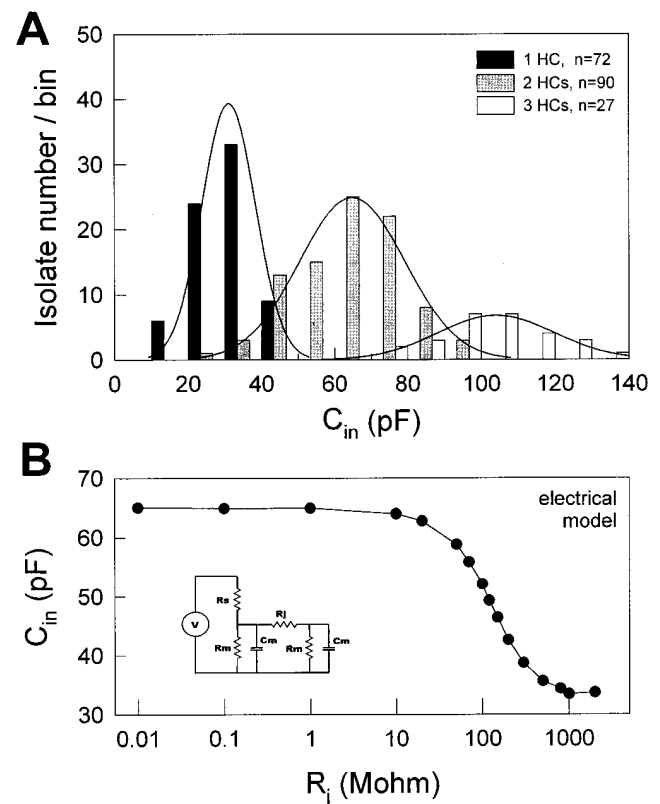 A
50
40
30
20
10
0
Isolate number / bin
1 HC, n=72
2 HCs, n=90
3 HCs, n=27
0 20 40 60 80 100 120 140
C_in (pF)
B
70
60
50
40
30
C_in (pF)
electrical
model
Rs
Rj
V
Rm
Cm
Rm
Cm
0.01 0.1 1 10 100 1000
R_j (Mohm)